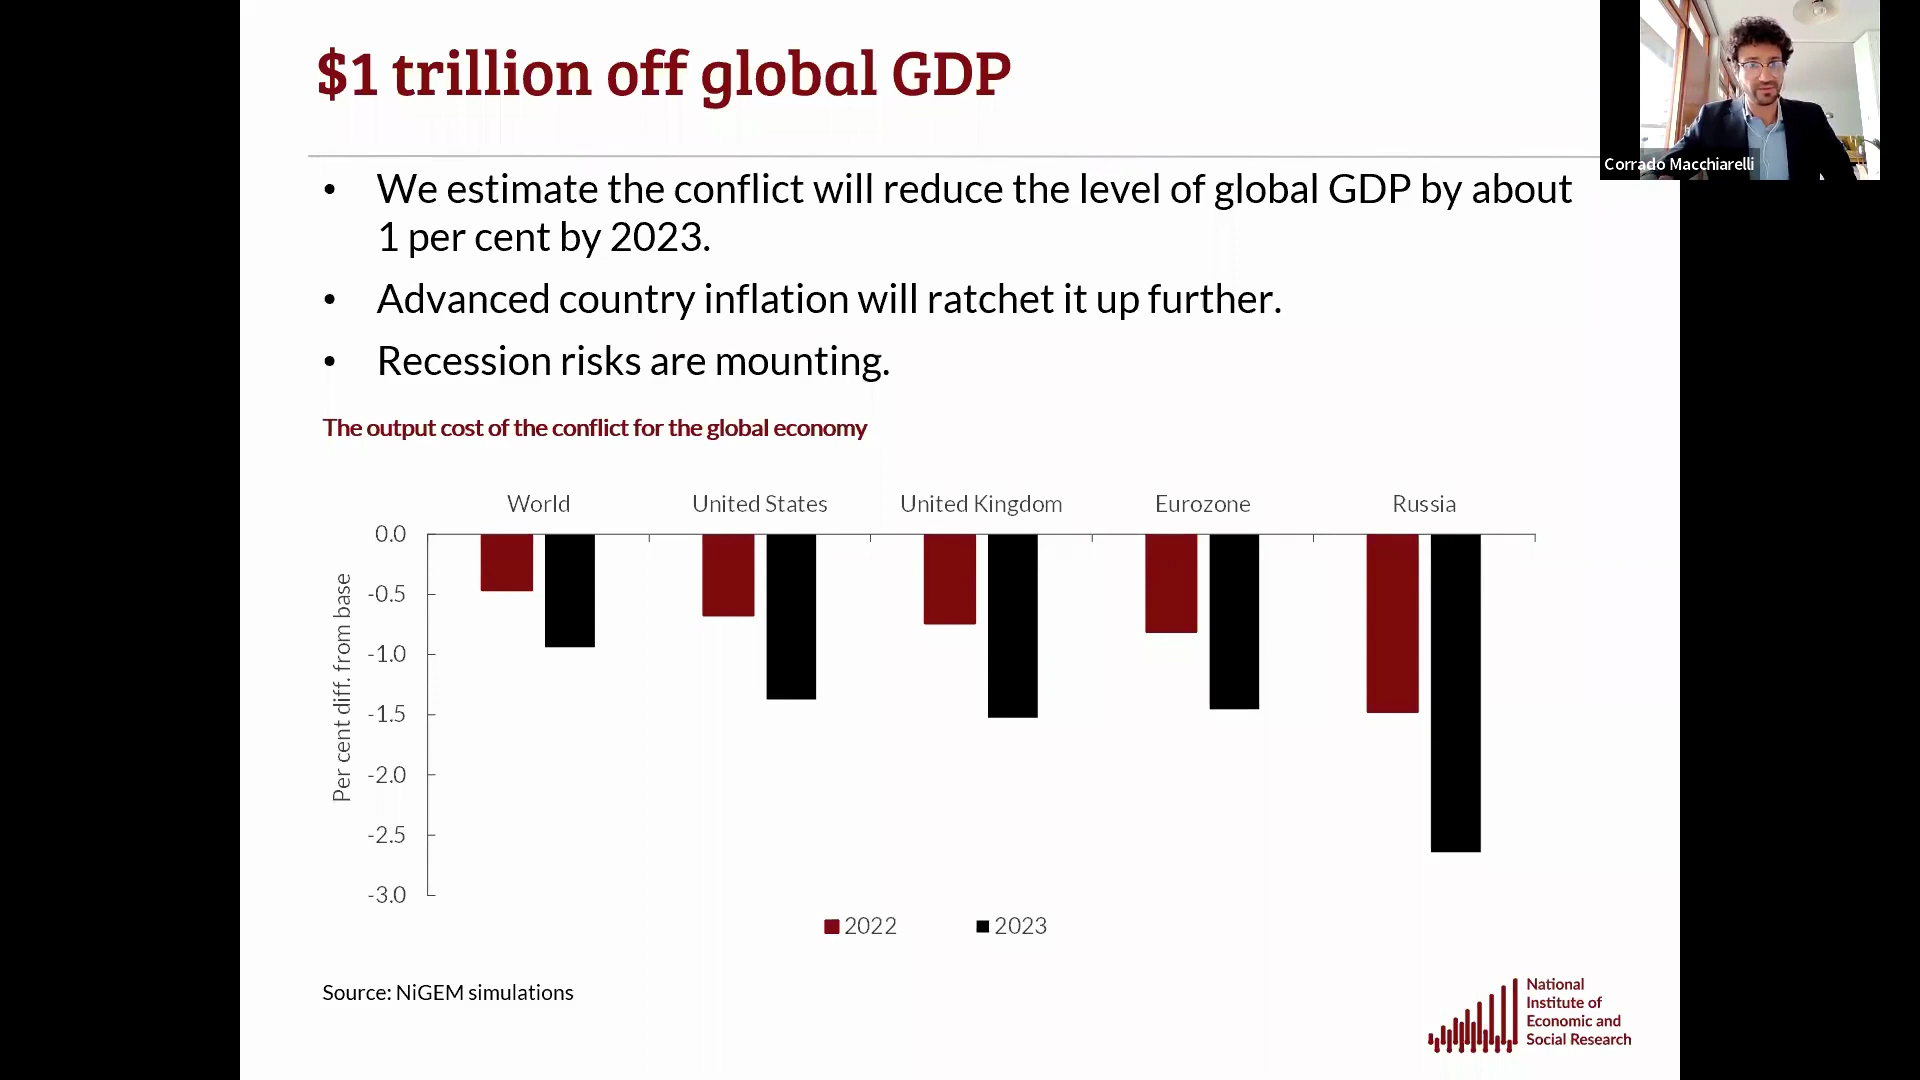 $1 trillion off global GDP
Corrado Macchiarelli
• We estimate the conflict will reduce the level of global GDP by about
1 per cent by 2023.
• Advanced country inflation will ratchet it up further.
• Recession risks are mounting.
The output cost of the conflict for the global economy
World United States United Kingdom Eurozone Russia
Per cent diff. from base
0.0
-0.5
-1.0
-1.5
-2.0
-2.5
-3.0
2022 2023
Source: NiGEM simulations
National
Institute of
Economic and
Social Research